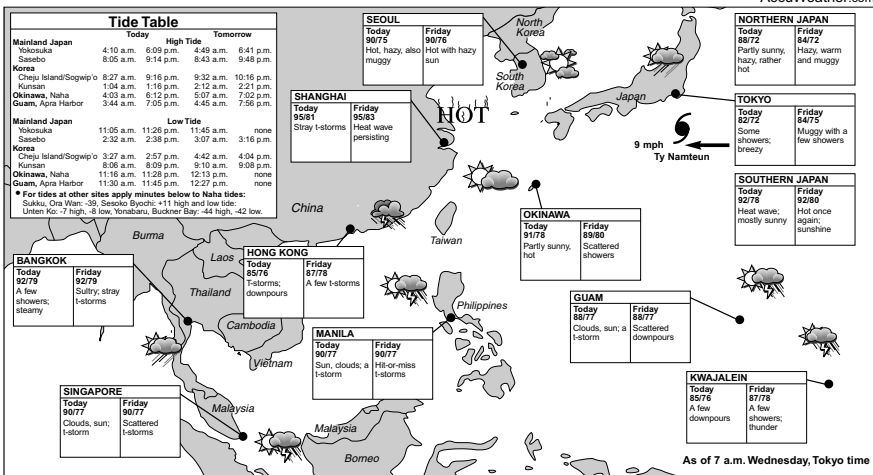 AccuWeather.com
Tide Table
Today Tomorrow
High Tide
Mainland Japan
Yokosuka 4:10 a.m. 6:09 p.m. 4:49 a.m. 6:41 p.m.
Sasebo 8:05 a.m. 9:14 p.m. 8:43 a.m. 9:48 p.m.
Korea
Cheju Island/Sogwip'o 8:27 a.m. 9:16 p.m. 9:32 a.m. 10:16 p.m.
Kunsan 1:04 a.m. 1:16 p.m. 2:12 a.m. 2:21 p.m.
Okinawa, Naha 4:03 a.m. 6:12 p.m. 5:07 a.m. 7:02 p.m.
Guam, Apra Harbor 3:44 a.m. 7:05 p.m. 4:45 a.m. 7:56 p.m.
Mainland Japan Low Tide
Yokosuka 11:05 a.m. 11:26 p.m. 11:45 a.m. none
Sasebo 2:32 a.m. 2:38 p.m. 3:07 a.m. 3:16 p.m.
Korea
Cheju Island/Sogwip'o 3:27 a.m. 2:57 p.m. 4:42 a.m. 4:04 p.m.
Kunsan 8:06 a.m. 8:09 p.m. 9:10 a.m. 9:08 p.m.
Okinawa, Naha 11:16 a.m. 11:28 p.m. 12:13 p.m. none
Guam, Apra Harbor 11:30 a.m. 11:45 p.m. 12:27 p.m. none
• For tides at other sites apply minutes below to Naha tides:
Sukku, Ora Wan: -39, Sesoko Byochi: +11 high and low tide:
Unten Ko: -7 high, -8 low, Yonabaru, Buckner Bay: -44 high, -42 low.
SEOUL
Today Friday
90/75 90/76
Hot, hazy, also Hot with hazy
muggy sun
North
Korea
South
Korea
Japan
NORTHERN JAPAN
Today Friday
88/72 84/72
Partly sunny, Hazy, warm
hazy, rather and muggy
hot
SHANGHAI
Today Friday
95/81 95/83
Stray t-storms Heat wave
persisting
HOT
TOKYO
Today Friday
82/72 84/75
Some Muggy with a
showers; few showers
breezy
9 mph
Ty Namteun
SOUTHERN JAPAN
Today Friday
92/78 92/80
Heat wave; Hot once
mostly sunny again;
sunshine
China
Taiwan
OKINAWA
Today Friday
91/78 89/80
Partly sunny, Scattered
hot showers
Burma
Laos
Thailand
Cambodia
Vietnam
BANGKOK
Today Friday
92/79 92/79
A few Sultry; stray
showers; t-storms
steamy
HONG KONG
Today Friday
85/76 87/78
T-storms; A few t-storms
downpours
Philippines
GUAM
Today Friday
88/77 88/77
Clouds, sun; a Scattered
t-storm downpours
MANILA
Today Friday
90/77 90/77
Sun, clouds; a Hit-or-miss
t-storm t-storms
KWAJALEIN
Today Friday
85/76 87/78
A few A few
downpours showers;
thunder
SINGAPORE
Today Friday
90/77 90/77
Clouds, sun; Scattered
t-storm t-storms
Malaysia
Malaysia
Borneo
As of 7 a.m. Wednesday, Tokyo time